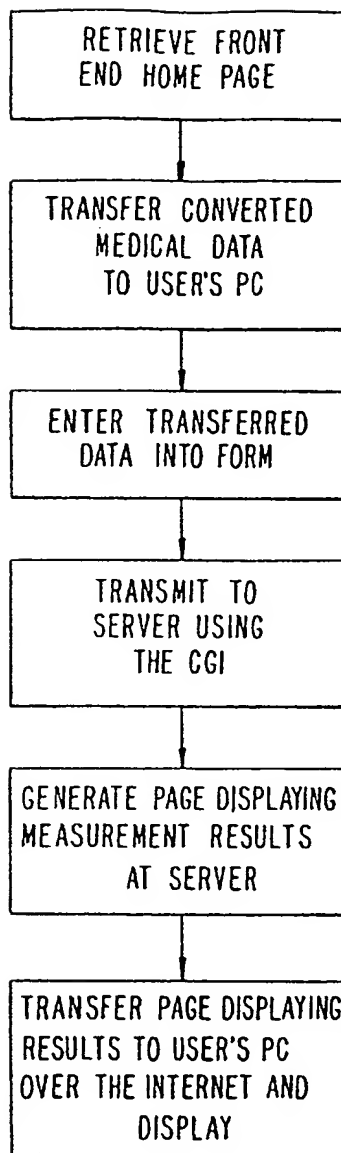 RETRIEVE FRONT
END HOME PAGE
TRANSFER CONVERTED
MEDICAL DATA
TO USER'S PC
ENTER TRANSFERRED
DATA INTO FORM
TRANSMIT TO
SERVER USING
THE CGI
GENERATE PAGE DISPLAYING
MEASUREMENT RESULTS
AT SERVER
TRANSFER PAGE DISPLAYING
RESULTS TO USER'S PC
OVER THE INTERNET AND
DISPLAY